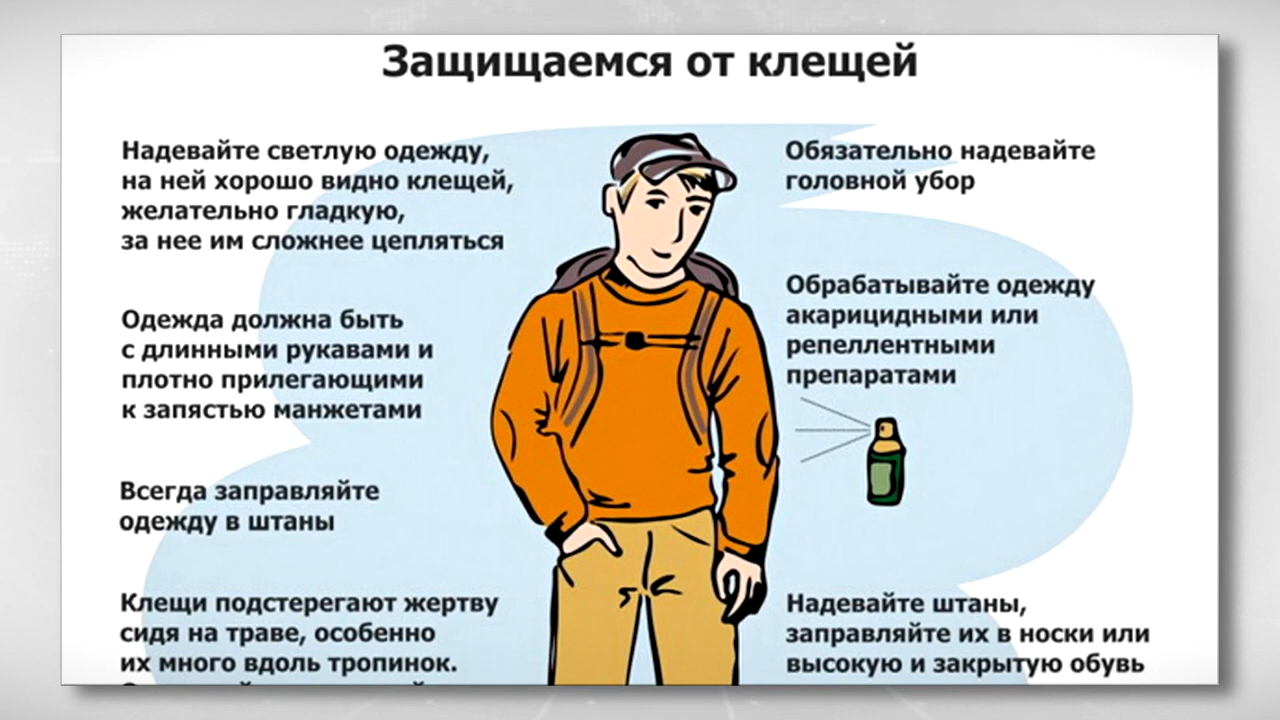 Защищаемся от клещей
Надевайте светлую одежду,
на ней хорошо видно клещей,
желательно гладкую,
за нее им сложнее цепляться
Одежда должна быть
с длинными рукавами и
плотно прилегающими
к запястью манжетами
Всегда заправляйте
одежду в штаны
Клещи подстерегают жертву
сидя на траве, особенно
их много вдоль тропинок.
Обязательно надевайте
головной убор
Обрабатывайте одежду
акарицидными или
репеллентными
препаратами
Надевайте штаны,
заправляйте их в носки или
высокую и закрытую обувь